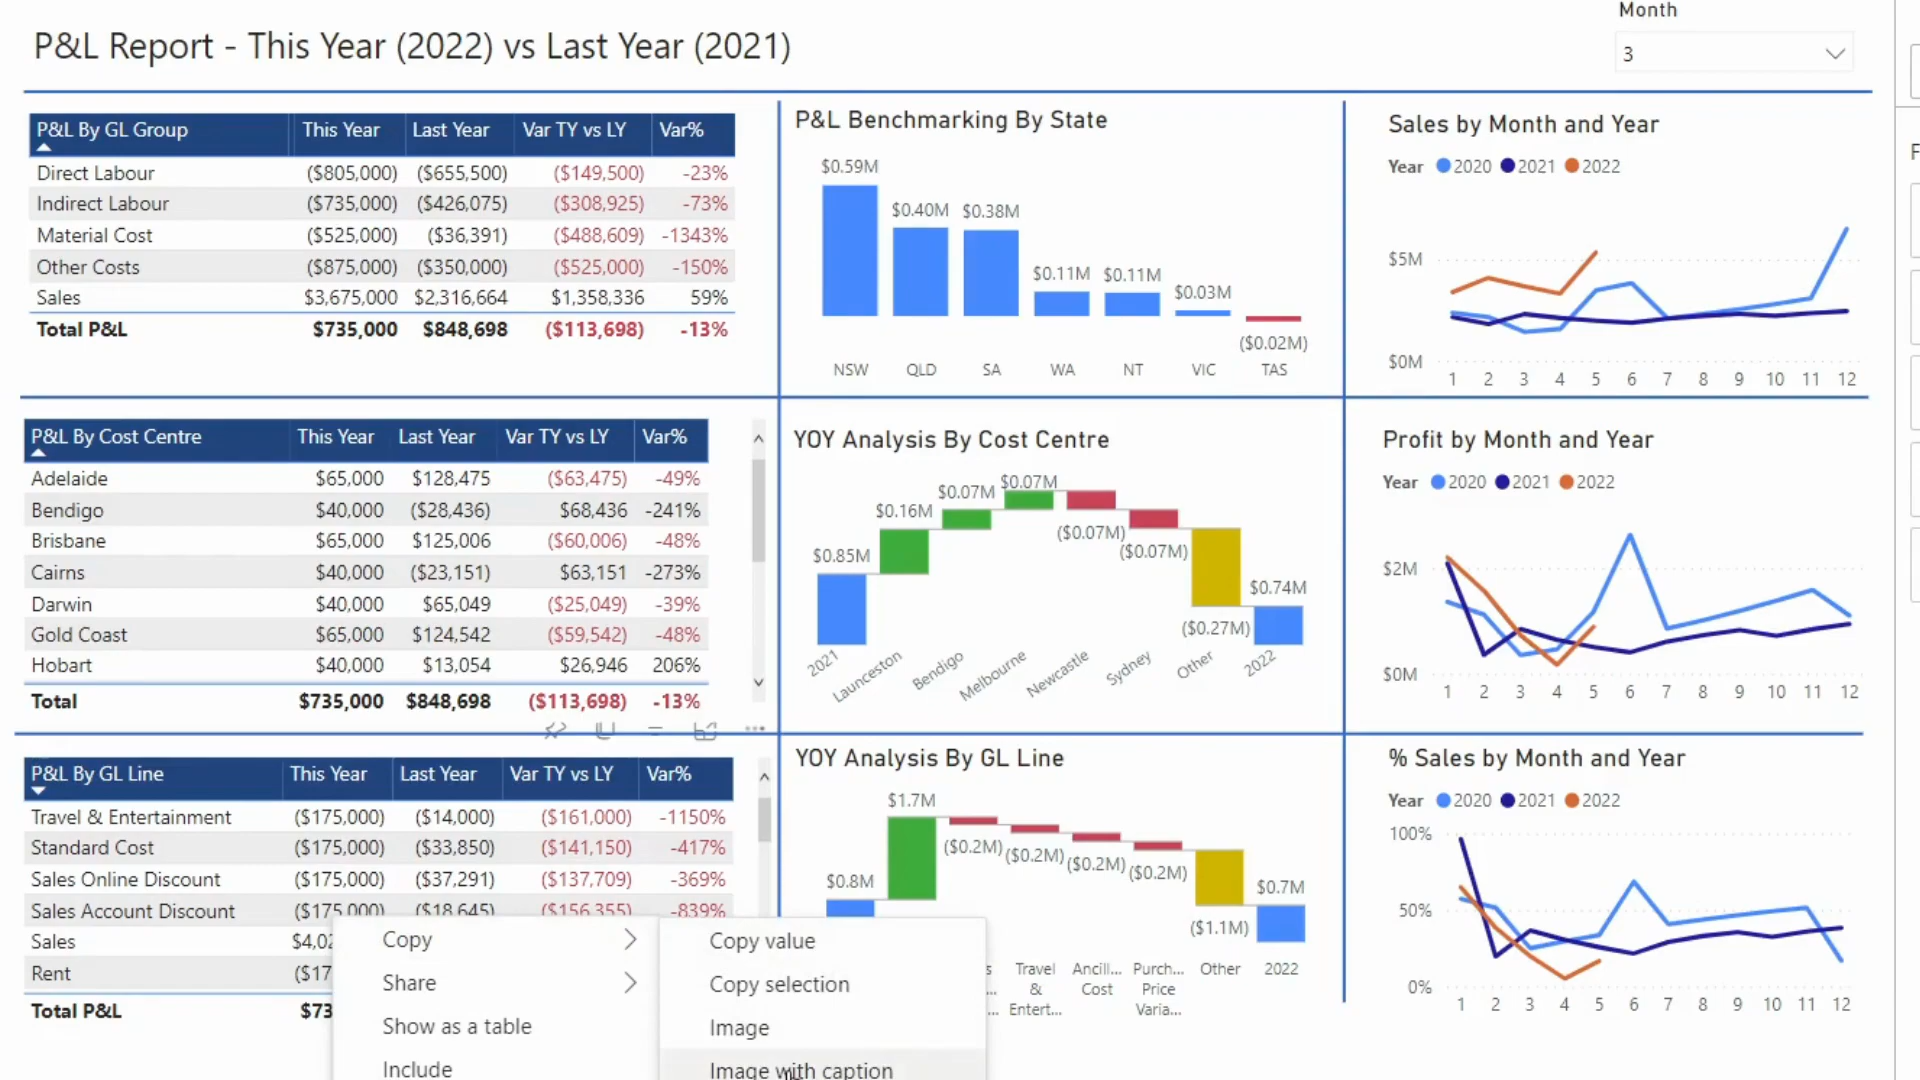 P&L Report - This Year (2022) vs Last Year (2021)
Month
3
P&L By GL Group This Year Last Year Var TY vs LY Var%
Direct Labour ($805,000) ($655,500) ($149,500) -23%
Indirect Labour ($735,000) ($426,075) ($308,925) -73%
Material Cost ($525,000) ($36,391) ($488,609) -1343%
Other Costs ($875,000) ($350,000) ($525,000) -150%
Sales $3,675,000 $2,316,664 $1,358,336 59%
Total P&L $735,000 $848,698 ($113,698) -13%
P&L Benchmarking By State
$0.59M
$0.40M $0.38M
$0.11M $0.11M
$0.03M
($0.02M)
NSW QLD SA WA NT VIC TAS
Sales by Month and Year
Year 2020 2021 2022
$5M
$0M
1 2 3 4 5 6 7 8 9 10 11 12
P&L By Cost Centre This Year Last Year Var TY vs LY Var%
Adelaide $65,000 $128,475 ($63,475) -49%
Bendigo $40,000 ($28,436) $68,436 -241%
Brisbane $65,000 $125,006 ($60,006) -48%
Cairns $40,000 ($23,151) $63,151 -273%
Darwin $40,000 $65,049 ($25,049) -39%
Gold Coast $65,000 $124,542 ($59,542) -48%
Hobart $40,000 $13,054 $26,946 206%
Total $735,000 $848,698 ($113,698) -13%
YOY Analysis By Cost Centre
$0.85M
$0.16M
$0.07M
$0.07M
($0.07M)
($0.07M)
($0.27M)
$0.74M
2021 Launceston Bendigo Melbourne Newcastle Sydney Other 2022
Profit by Month and Year
Year 2020 2021 2022
$2M
$0M
1 2 3 4 5 6 7 8 9 10 11 12
P&L By GL Line This Year Last Year Var TY vs LY Var%
Travel & Entertainment ($175,000) ($14,000) ($161,000) -1150%
Standard Cost ($175,000) ($33,850) ($141,150) -417%
Sales Online Discount ($175,000) ($37,291) ($137,709) -369%
Sales Account Discount ($175,000) ($18,645) ($156,355) -839%
Sales $4,02
Rent ($17
Total P&L $73
Copy
Share
Show as a table
Include
Copy value
Copy selection
Image
Image with caption
YOY Analysis By GL Line
$0.8M
$1.7M
($0.2M)
($0.2M)
($0.2M)
($0.2M)
($1.1M)
$0.7M
s
...
...
Travel
&
Entert...
Ancill...
Cost
Purch...
Price
Varia...
Other
2022
% Sales by Month and Year
Year 2020 2021 2022
100%
50%
0%
1 2 3 4 5 6 7 8 9 10 11 12